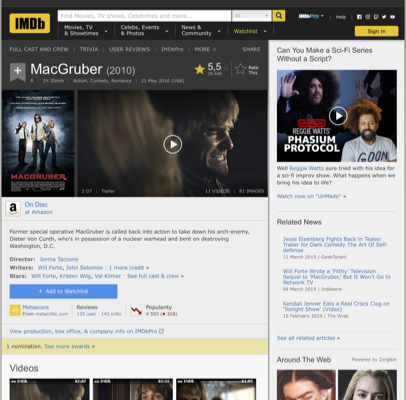 IMDb
Find Movies, TV shows, Celebrities and more...
All
IMDbPro
Help
Movies, TV & Showtimes
Celebs, Events & Photos
News & Community
Watchlist
Sign in
FULL CAST AND CREW | TRIVIA | USER REVIEWS | IMDbPro | MORE
SHARE
MacGruber (2010)
5,5
Rate This
1h 30min | Action, Comedy, Romance | 21 May 2010 (USA)
MACGRUBER
2:07 | Trailer
11 VIDEOS | 81 IMAGES
On Disc
at Amazon
Former special operative MacGruber is called back into action to take down his arch-enemy,
Dieter Von Cunth, who's in possession of a nuclear warhead and bent on destroying
Washington, D.C.
Director: Jorma Taccone
Writers: Will Forte, John Solomon | 1 more credit »
Stars: Will Forte, Kristen Wiig, Val Kilmer | See full cast & crew »
+ Add to Watchlist
Metascore
From metacritic.com
Reviews
135 user | 141 critic
Popularity
4 593 (318)
View production, box office, & company info on IMDbPro
1 nomination. See more awards »
Videos
Can You Make a Sci-Fi Series
Without a Script?
REGGIE WATTS'
PHASIUM
PROTOCOL
Well Reggie Watts sure tried with his idea for
a sci-fi improv show. What happens when we
bring his idea to life?
Watch now on "UnMade" »
Related News
Jesse Eisenberg Fights Back in Teaser
Trailer for Dark Comedy The Art Of Self-
defense
11 March 2019 | GeekTyrant
Will Forte Wrote a 'Filthy' Television
Sequel to "MacGruber," But It Won't Go to
Network TV
04 March 2019 | Indiewire
Kendall Jenner Eats a Real Crocs Clog on
'Tonight Show' (Video)
15 February 2019 | The Wrap
See all related articles »
Around The Web
Powered by ZergNet